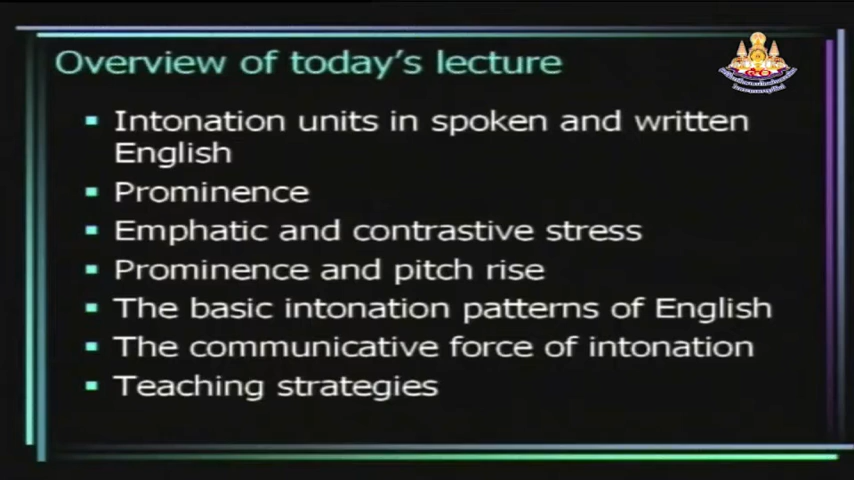 Overview of today's lecture
Intonation units in spoken and written
English
Prominence
Emphatic and contrastive stress
Prominence and pitch rise
The basic intonation patterns of English
The communicative force of intonation
Teaching strategies